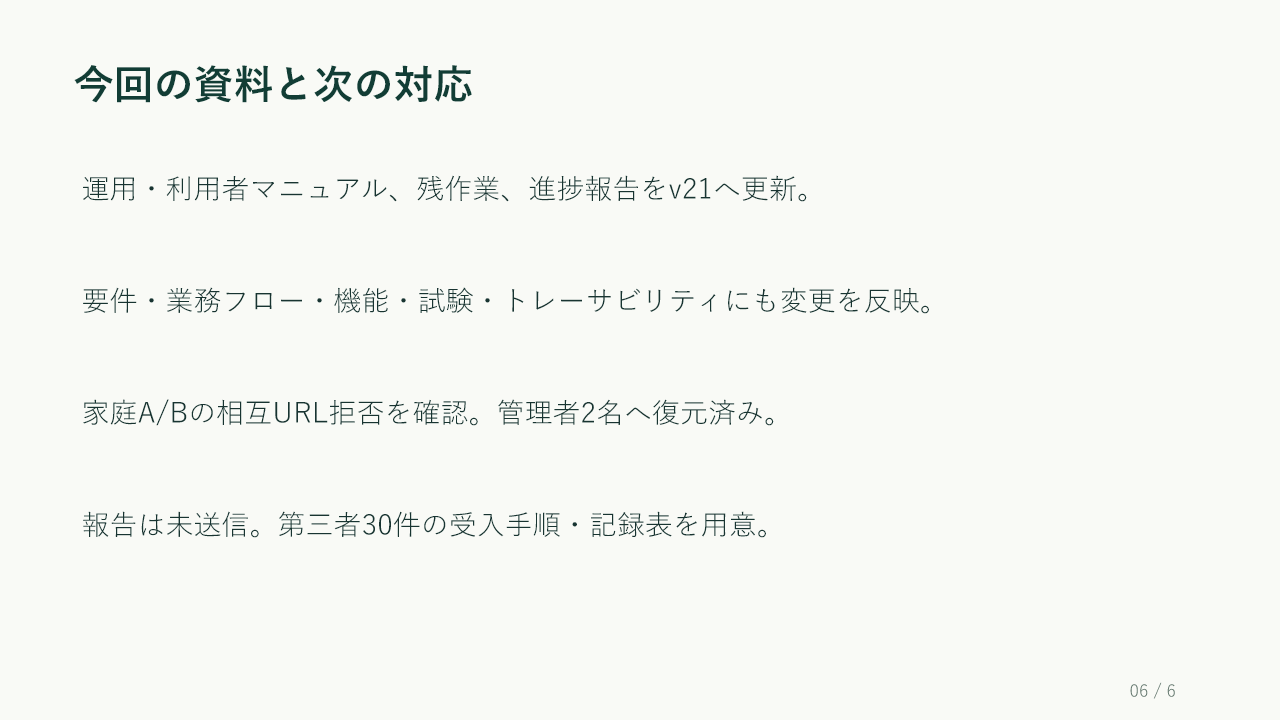 今回の資料と次の対応
運用・利用者マニュアル、残作業、進捗報告をv21へ更新。
要件・業務フロー・機能・試験・トレーサビリティにも変更を反映。
家庭A/Bの相互URL拒否を確認。管理者2名へ復元済み。
報告は未送信。第三者30件の受入手順・記録表を用意。
06 / 6